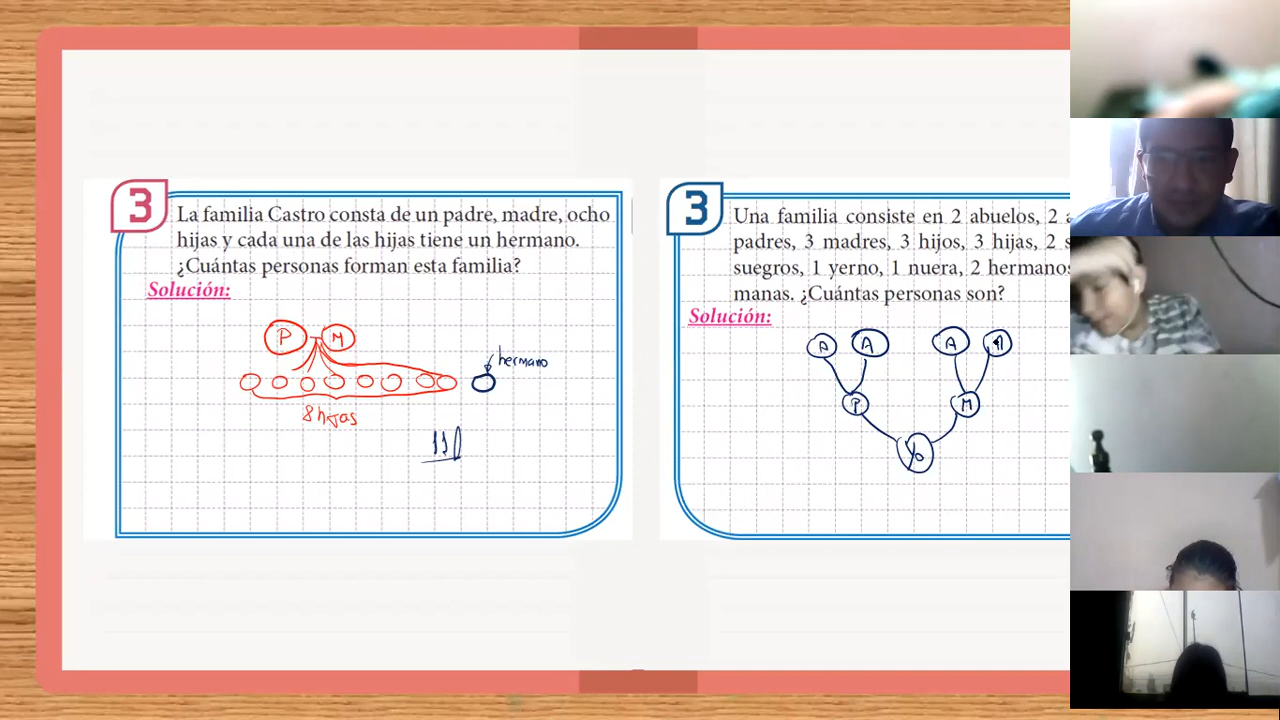 3
La familia Castro consta de un padre, madre, ocho
hijas y cada una de las hijas tiene un hermano.
¿Cuántas personas forman esta familia?
Solución:
P M
hermano
8 hijas
11
3
Una familia consiste en 2 abuelos, 2 a
padres, 3 madres, 3 hijos, 3 hijas, 2 s
suegros, 1 yerno, 1 nuera, 2 hermanos
manas. ¿Cuántas personas son?
Solución:
A A A A
P M
Yo